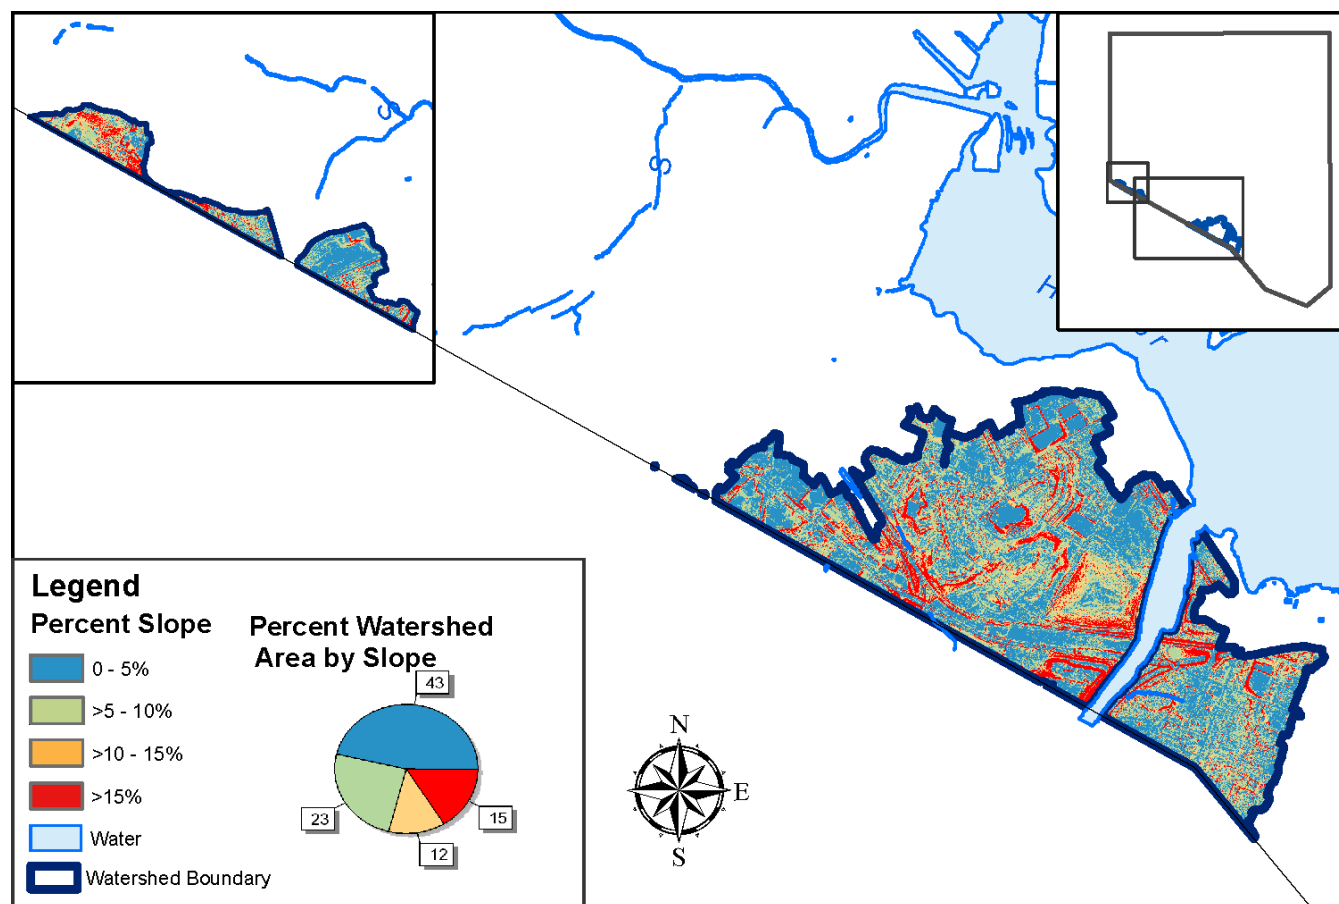 S
S
H
r
Legend
Percent Slope
0 - 5%
>5 - 10%
>10 - 15%
>15%
Water
Watershed Boundary
Percent Watershed
Area by Slope
43
23
15
12
N
E
S